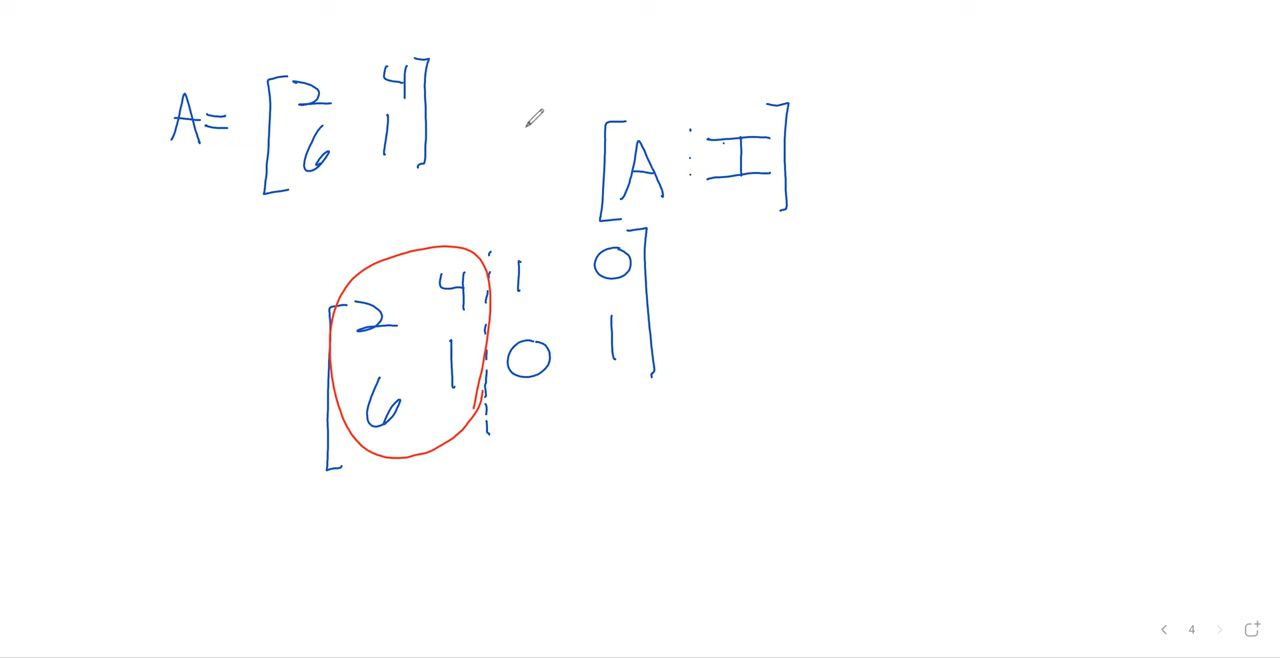 A = [ 2 4
6 1 ]
[ A ⋮ I ]
[ 2 4 ¦ 1 0
6 1 ¦ 0 1 ]
4